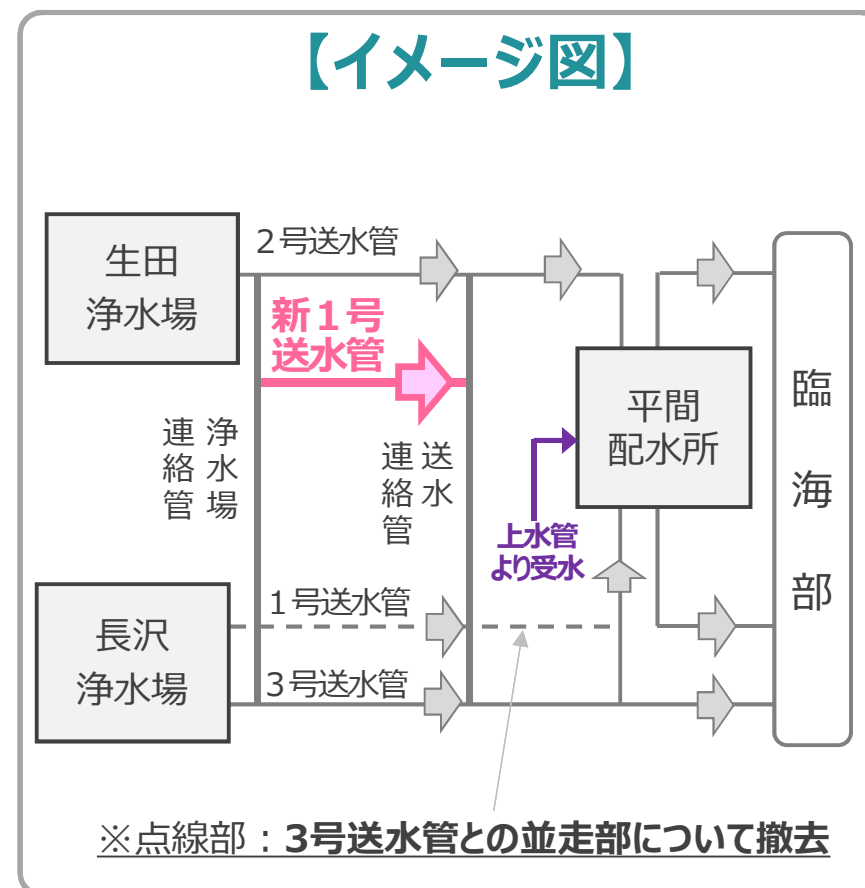 【イメージ図】
生田
浄水場
２号送水管
新１号
送水管
浄水場
連絡管
送水
連絡管
平間
配水所
上水管
より受水
臨海部
長沢
浄水場
１号送水管
３号送水管
※点線部：3号送水管との並走部について撤去